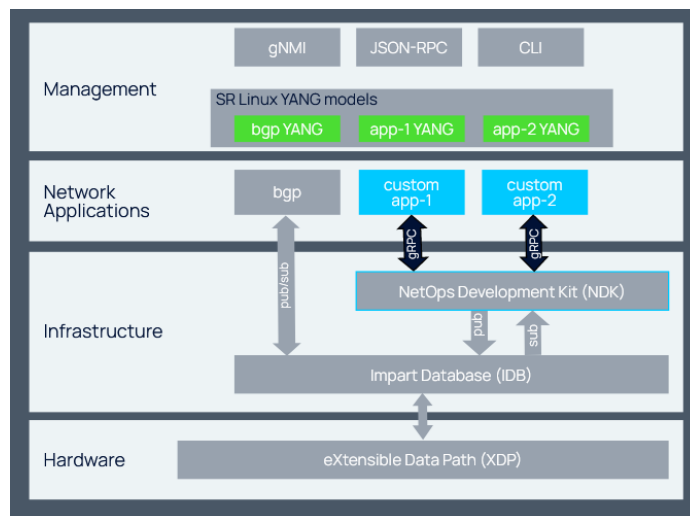 Management
gNMI
JSON-RPC
CLI
SR Linux YANG models
bgp YANG
app-1 YANG
app-2 YANG
Network
Applications
bgp
custom
app-1
custom
app-2
gRPC
gRPC
pub/sub
Infrastructure
NetOps Development Kit (NDK)
pub
sub
Impart Database (IDB)
Hardware
eXtensible Data Path (XDP)